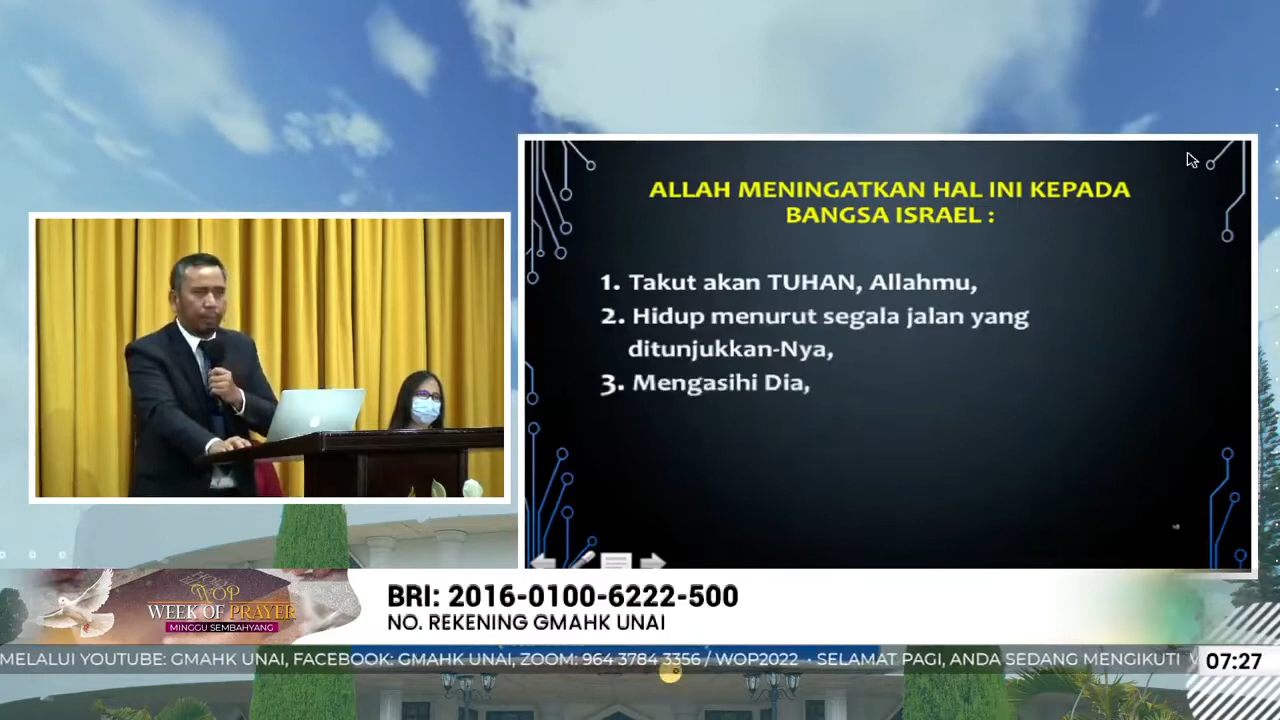 ALLAH MENINGATKAN HAL INI KEPADA
BANGSA ISRAEL :
1. Takut akan TUHAN, Allahmu,
2. Hidup menurut segala jalan yang
ditunjukkan-Nya,
3. Mengasihi Dia,
WOP
WEEK OF PRAYER
MINGGU SEMBAHYANG
BRI: 2016-0100-6222-500
NO. REKENING GMAHK UNAI
MELALUI YOUTUBE: GMAHK UNAI, FACEBOOK: GMAHK UNAI, ZOOM: 964 3784 3356 / WOP2022 • SELAMAT PAGI, ANDA SEDANG MENGIKUTI
07:27